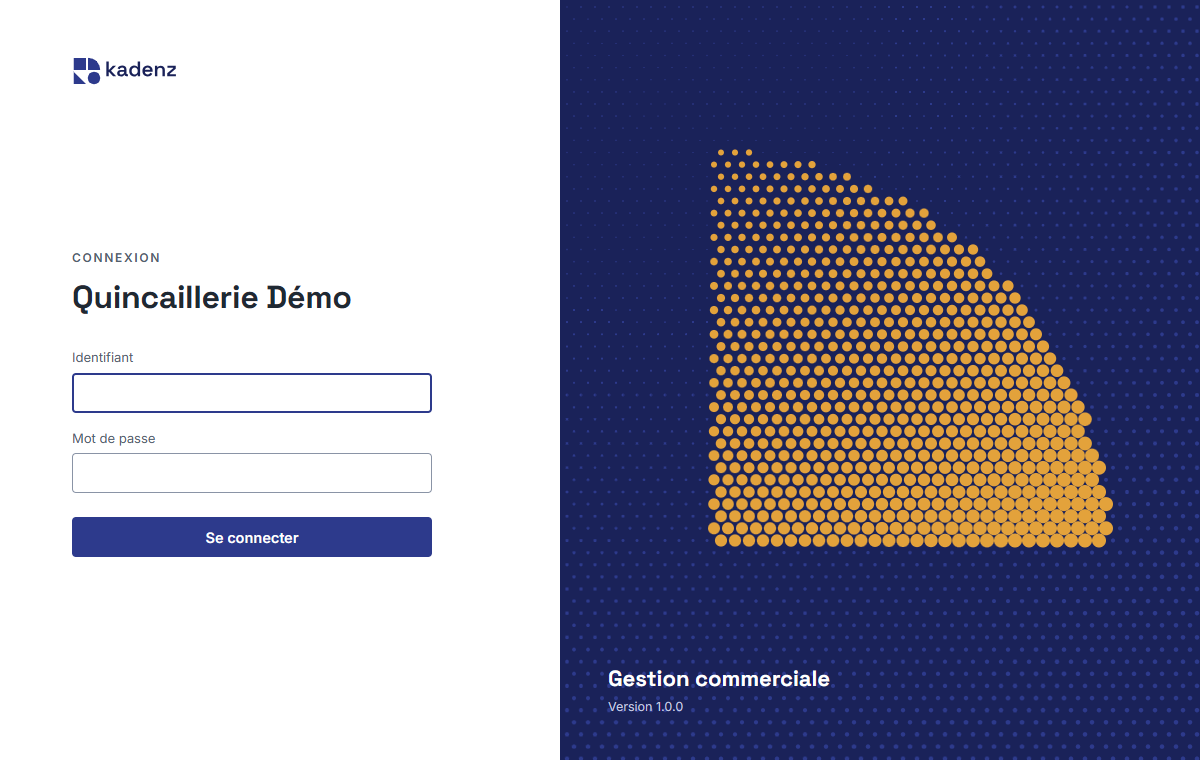 kadenz
CONNEXION
Quincaillerie Démo
Identifiant
Mot de passe
Se connecter
Gestion commerciale
Version 1.0.0